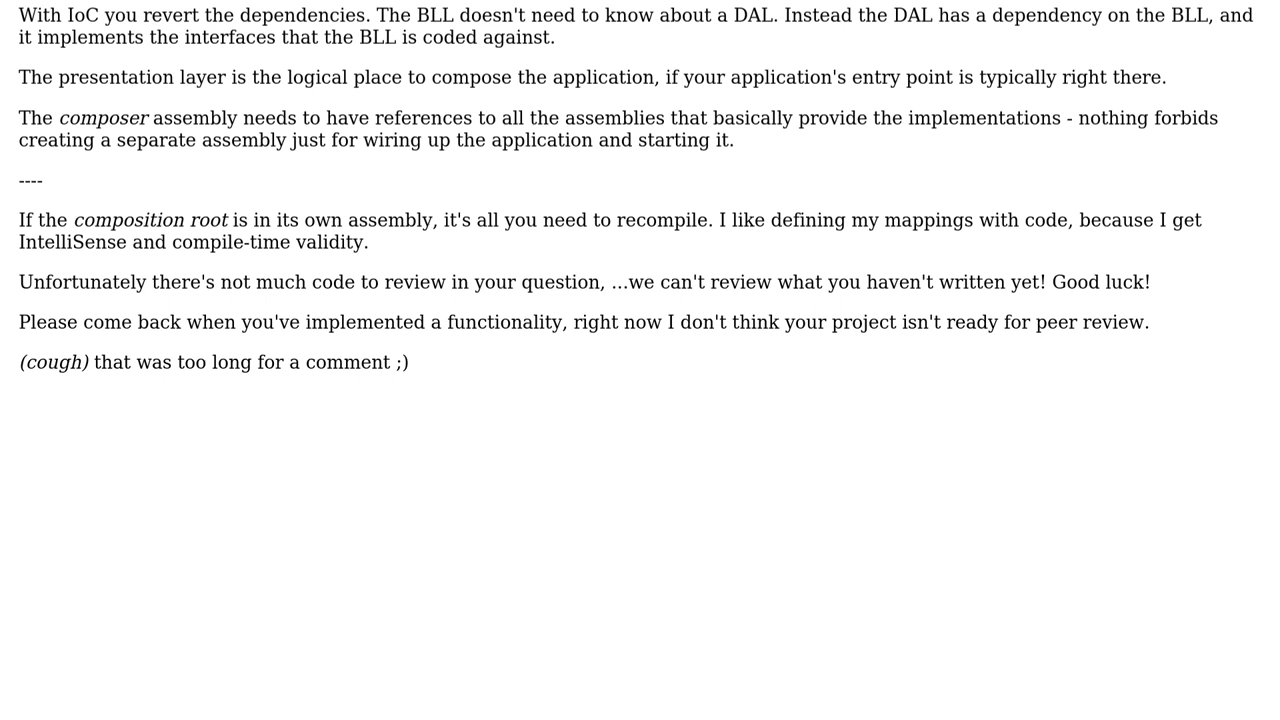 With IoC you revert the dependencies. The BLL doesn't need to know about a DAL. Instead the DAL has a dependency on the BLL, and
it implements the interfaces that the BLL is coded against.
The presentation layer is the logical place to compose the application, if your application's entry point is typically right there.
The composer assembly needs to have references to all the assemblies that basically provide the implementations - nothing forbids
creating a separate assembly just for wiring up the application and starting it.
----
If the composition root is in its own assembly, it's all you need to recompile. I like defining my mappings with code, because I get
IntelliSense and compile-time validity.
Unfortunately there's not much code to review in your question, ...we can't review what you haven't written yet! Good luck!
Please come back when you've implemented a functionality, right now I don't think your project isn't ready for peer review.
(cough) that was too long for a comment ;)